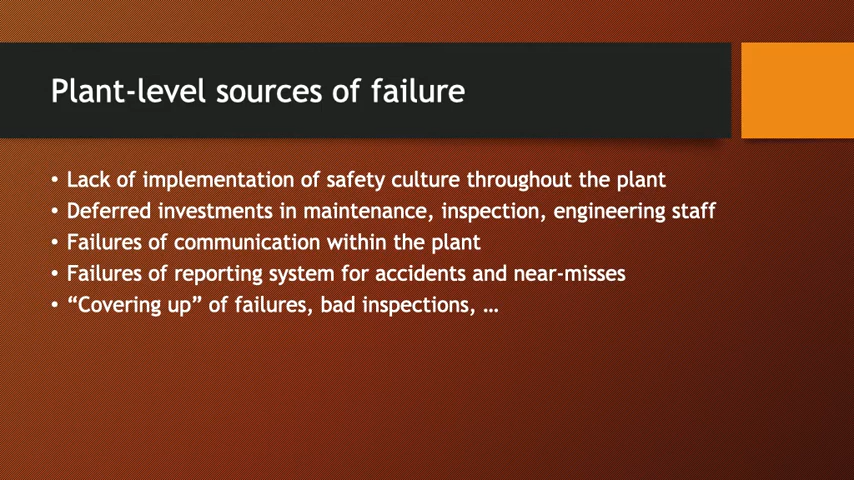 Plant-level sources of failure
• Lack of implementation of safety culture throughout the plant
• Deferred investments in maintenance, inspection, engineering staff
• Failures of communication within the plant
• Failures of reporting system for accidents and near-misses
• “Covering up” of failures, bad inspections, …